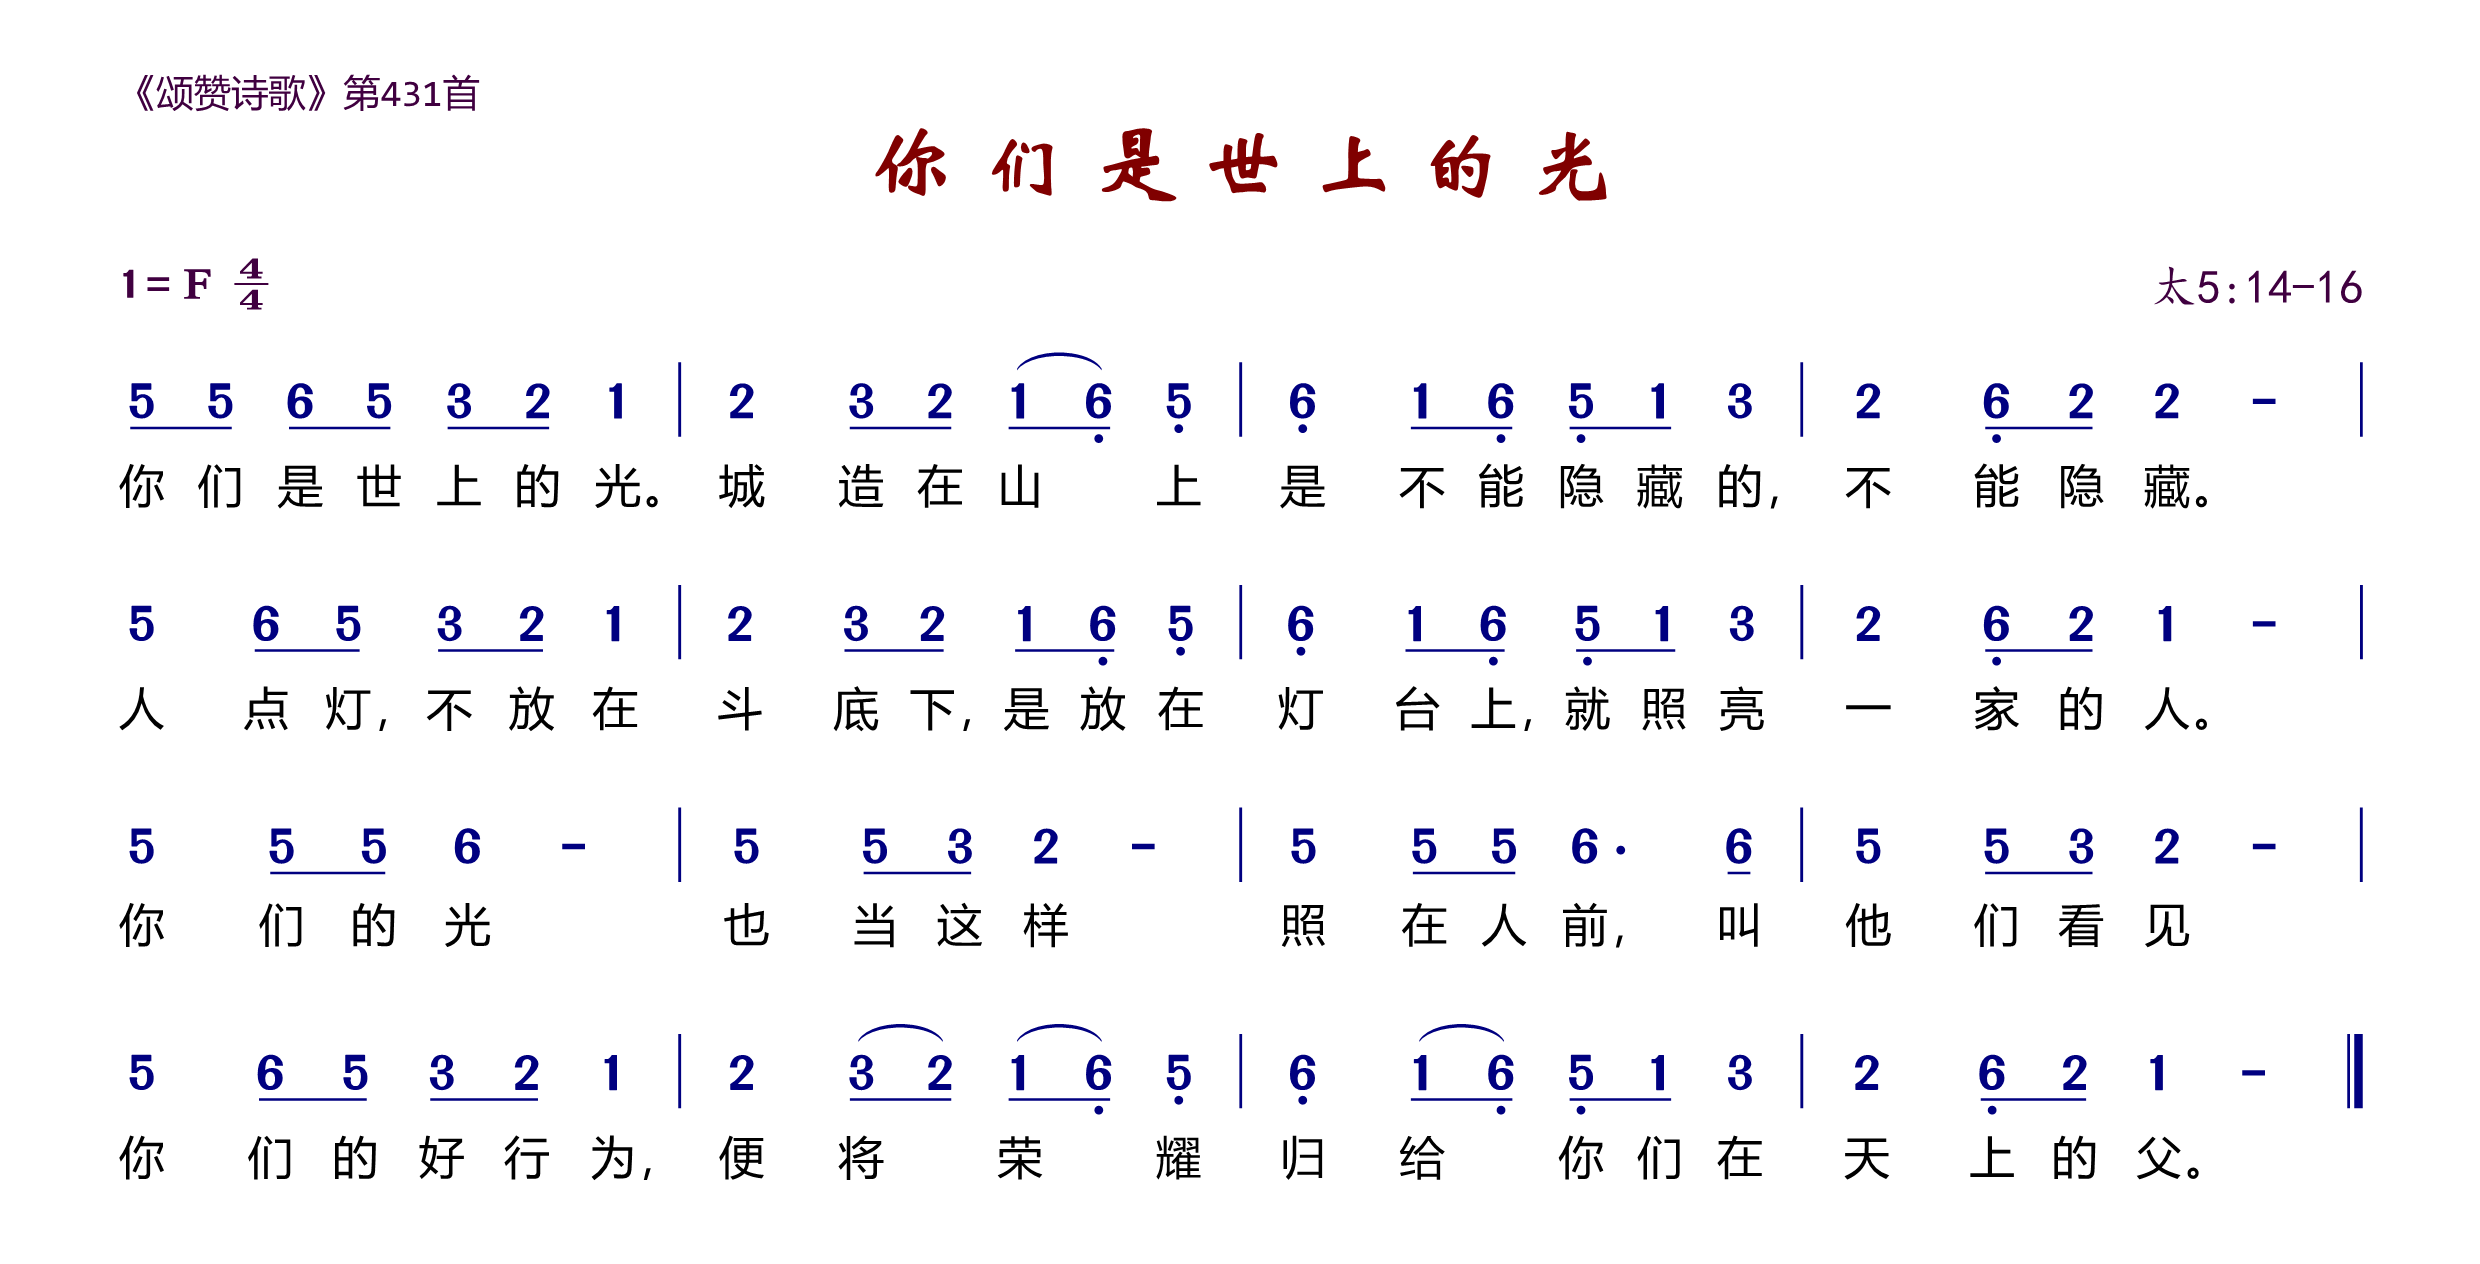 《颂赞诗歌》第431首
你们是世上的光
1= F 4/4 太5:14-16
5 5 6 5 3 2 1 | 2 3 2 1 6̣ 5̣ | 6̣ 1 6̣ 5̣ 1 3 | 2 6̣ 2 2 - |
你们是世上的光。城造在山上是不能隐藏的,不能隐藏。
5 6 5 3 2 1 | 2 3 2 1 6̣ 5̣ | 6̣ 1 6̣ 5̣ 1 3 | 2 6̣ 2 1 - |
人点灯,不放在斗底下,是放在灯台上,就照亮一家的人。
5 5 5 6 - | 5 5 3 2 - | 5 5 5 6· 6 | 5 5 3 2 - |
你们的光也当这样照在人前,叫他们看见
5 6 5 3 2 1 | 2 3 2 1 6̣ 5̣ | 6̣ 1 6̣ 5̣ 1 3 | 2 6̣ 2 1 - ‖
你们的好行为,便将荣耀归给你们在天上的父。